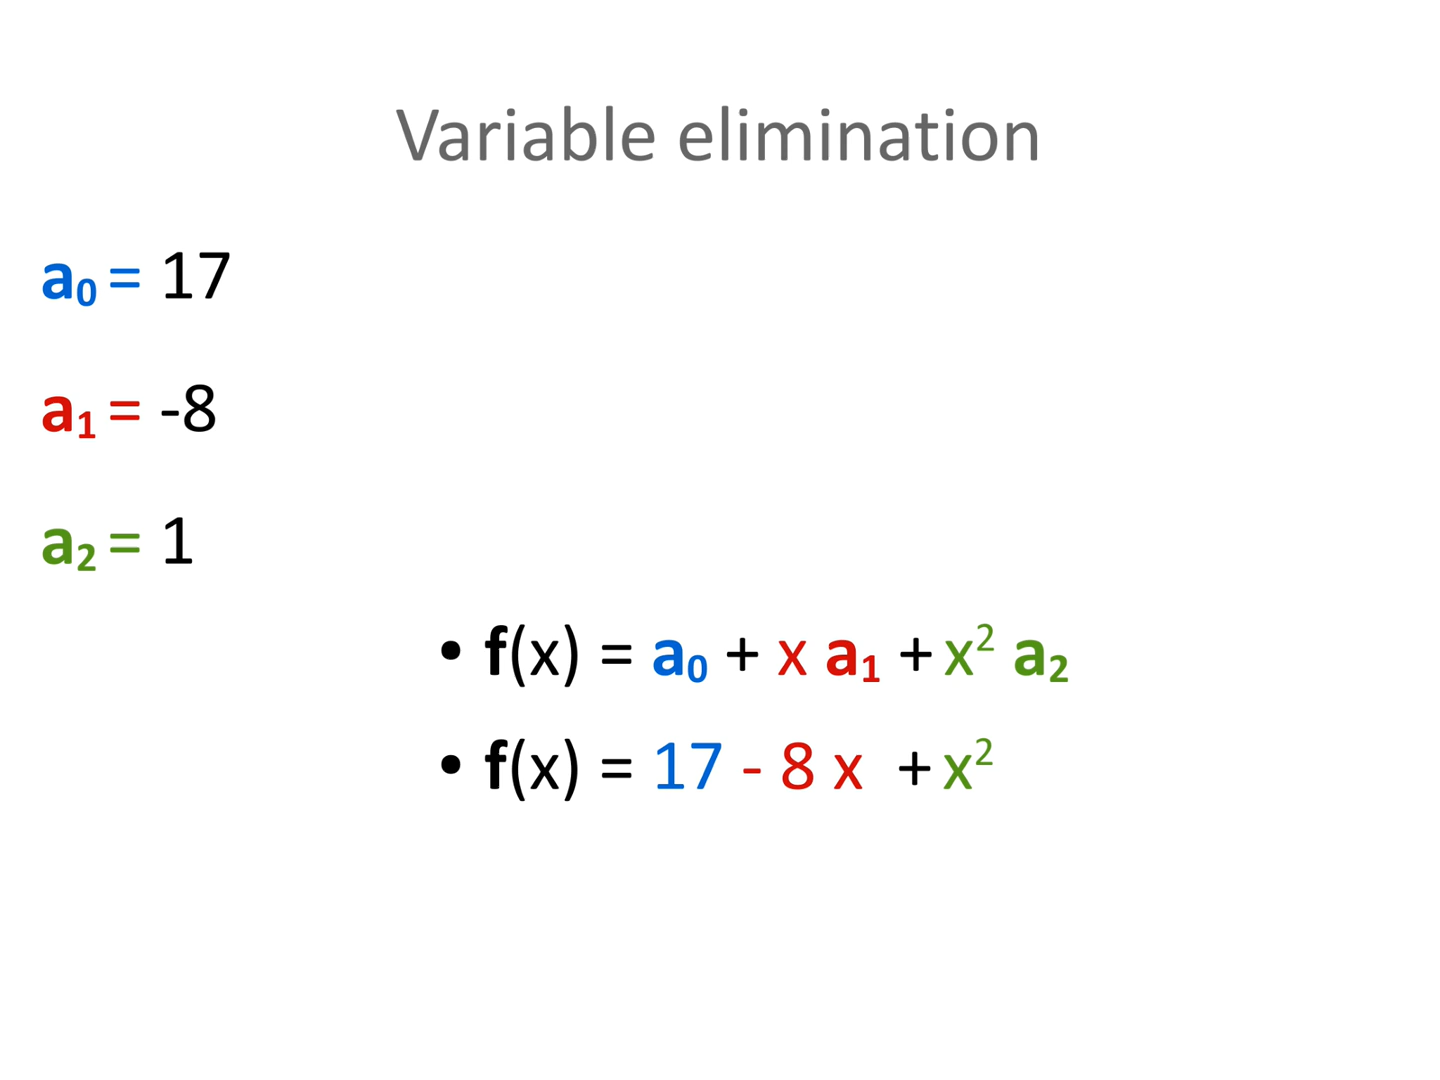 Variable elimination
a₀ = 17
a₁ = -8
a₂ = 1
• f(x) = a₀ + x a₁ + x² a₂
• f(x) = 17 - 8 x + x²